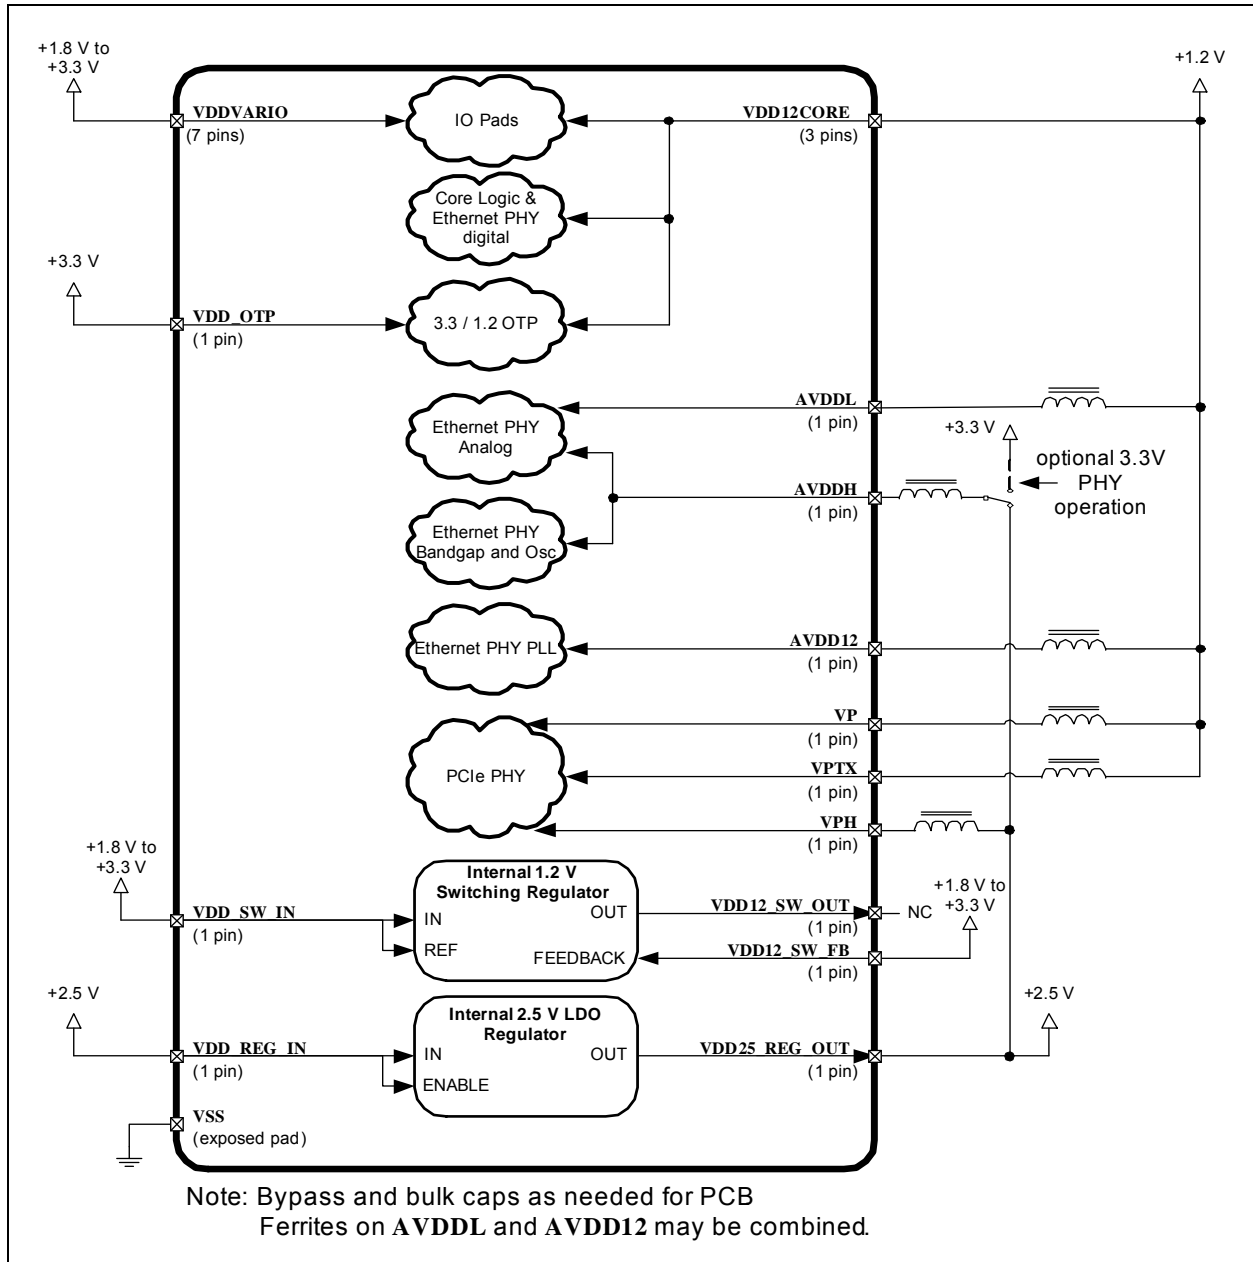 +1.8 V to
+3.3 V
+1.2 V
VDDVARIO
(7 pins)
IO Pads
VDD12CORE
(3 pins)
Core Logic &
Ethernet PHY
digital
+3.3 V
VDD_OTP
(1 pin)
3.3 / 1.2 OTP
AVDDL
(1 pin)
Ethernet PHY
Analog
+3.3 V
optional 3.3V
PHY
operation
AVDDH
(1 pin)
Ethernet PHY
Bandgap and Osc
AVDD12
(1 pin)
Ethernet PHY PLL
VP
(1 pin)
PCIe PHY
VPTX
(1 pin)
VPH
(1 pin)
+1.8 V to
+3.3 V
Internal 1.2 V
Switching Regulator
VDD_SW_IN
(1 pin)
IN
REF
OUT
FEEDBACK
VDD12_SW_OUT
(1 pin)
NC
+1.8 V to
+3.3 V
VDD12_SW_FB
(1 pin)
+2.5 V
Internal 2.5 V LDO
Regulator
VDD_REG_IN
(1 pin)
IN
ENABLE
OUT
VDD25_REG_OUT
(1 pin)
+2.5 V
VSS
(exposed pad)
Note: Bypass and bulk caps as needed for PCB
Ferrites on AVDDL and AVDD12 may be combined.